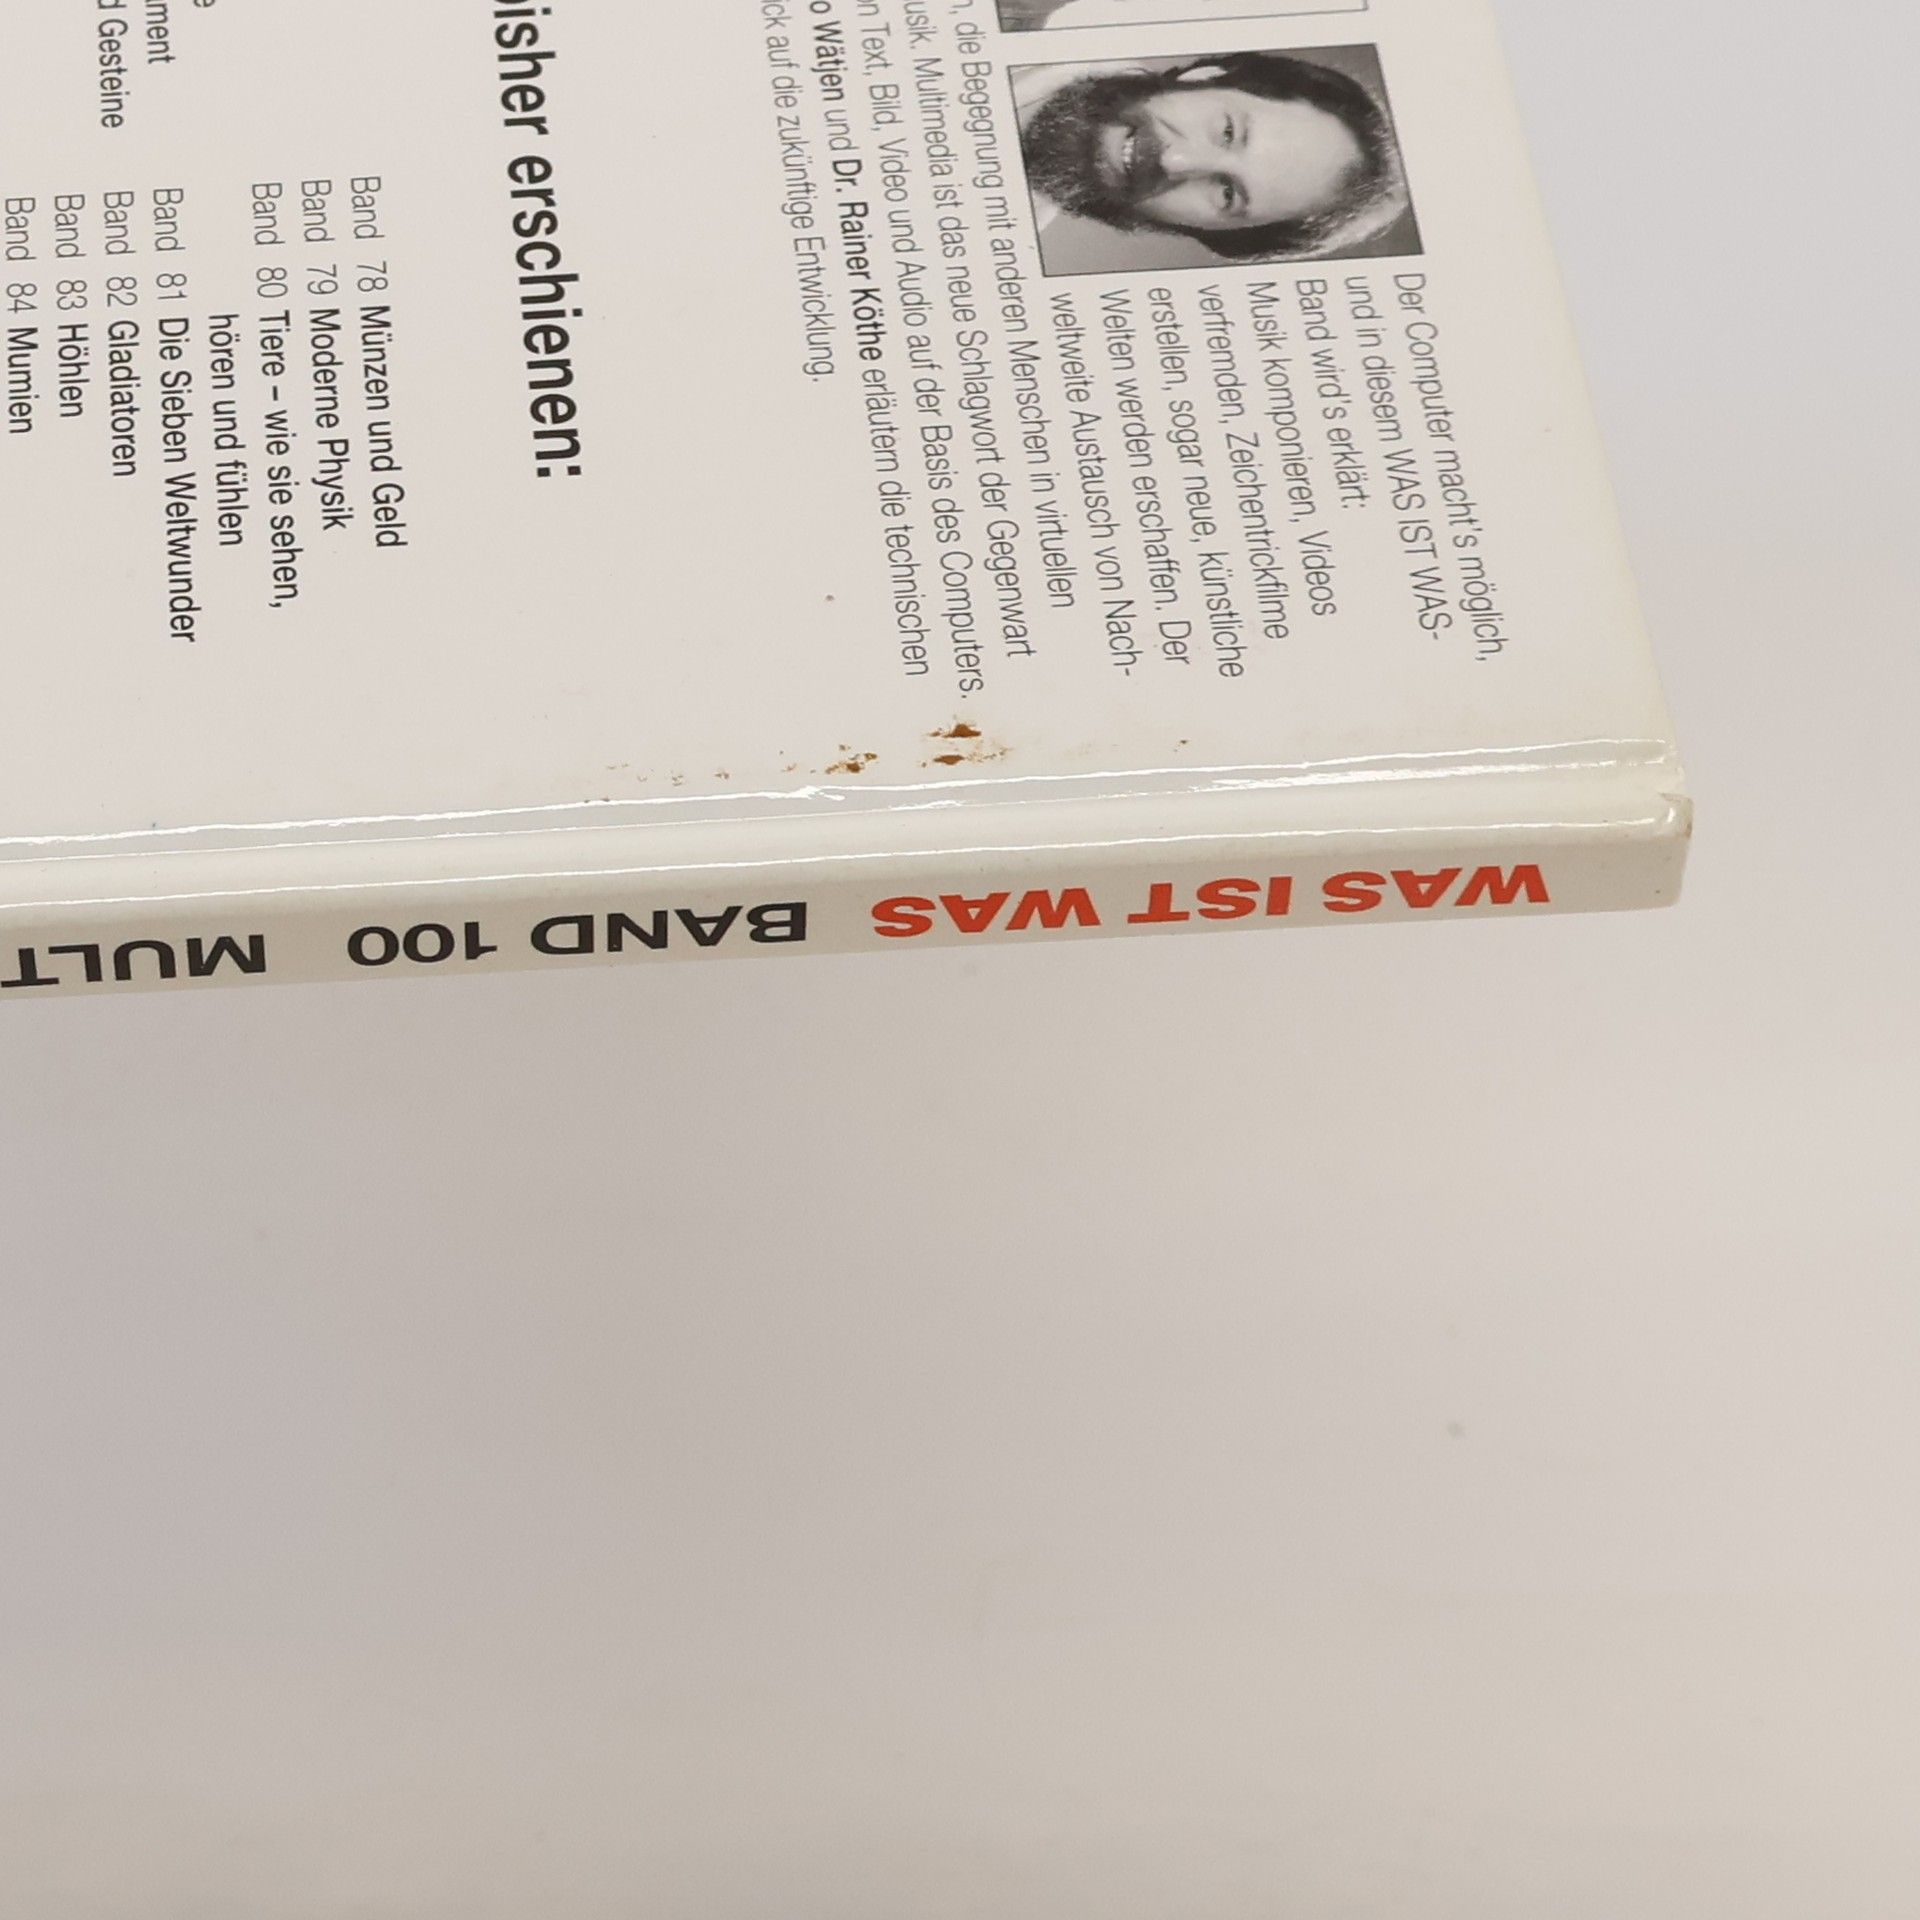 Der Computer macht's möglich,
und in diesem WAS IST WAS-
Band wird's erklärt:
Musik komponieren, Videos
verfremden, Zeichentrickfilme
erstellen, sogar neue, künstliche
Welten werden erschaffen. Der
weltweite Austausch von Nach-
die Begegnung mit anderen Menschen in virtuellen
Multimedia ist das neue Schlagwort der Gegenwart
Text, Bild, Video und Audio auf der Basis des Computers.
Wätjen und Dr. Rainer Köthe erläutern die technischen
auf die zukünftige Entwicklung.
bisher erschienen:
Band 78 Münzen und Geld
Band 79 Moderne Physik
Band 80 Tiere – wie sie sehen,
hören und fühlen
Band 81 Die Sieben Weltwunder
Band 82 Gladiatoren
Band 83 Höhlen
Band 84 Mumien
Gesteine
WAS IST WAS BAND 100 MULT